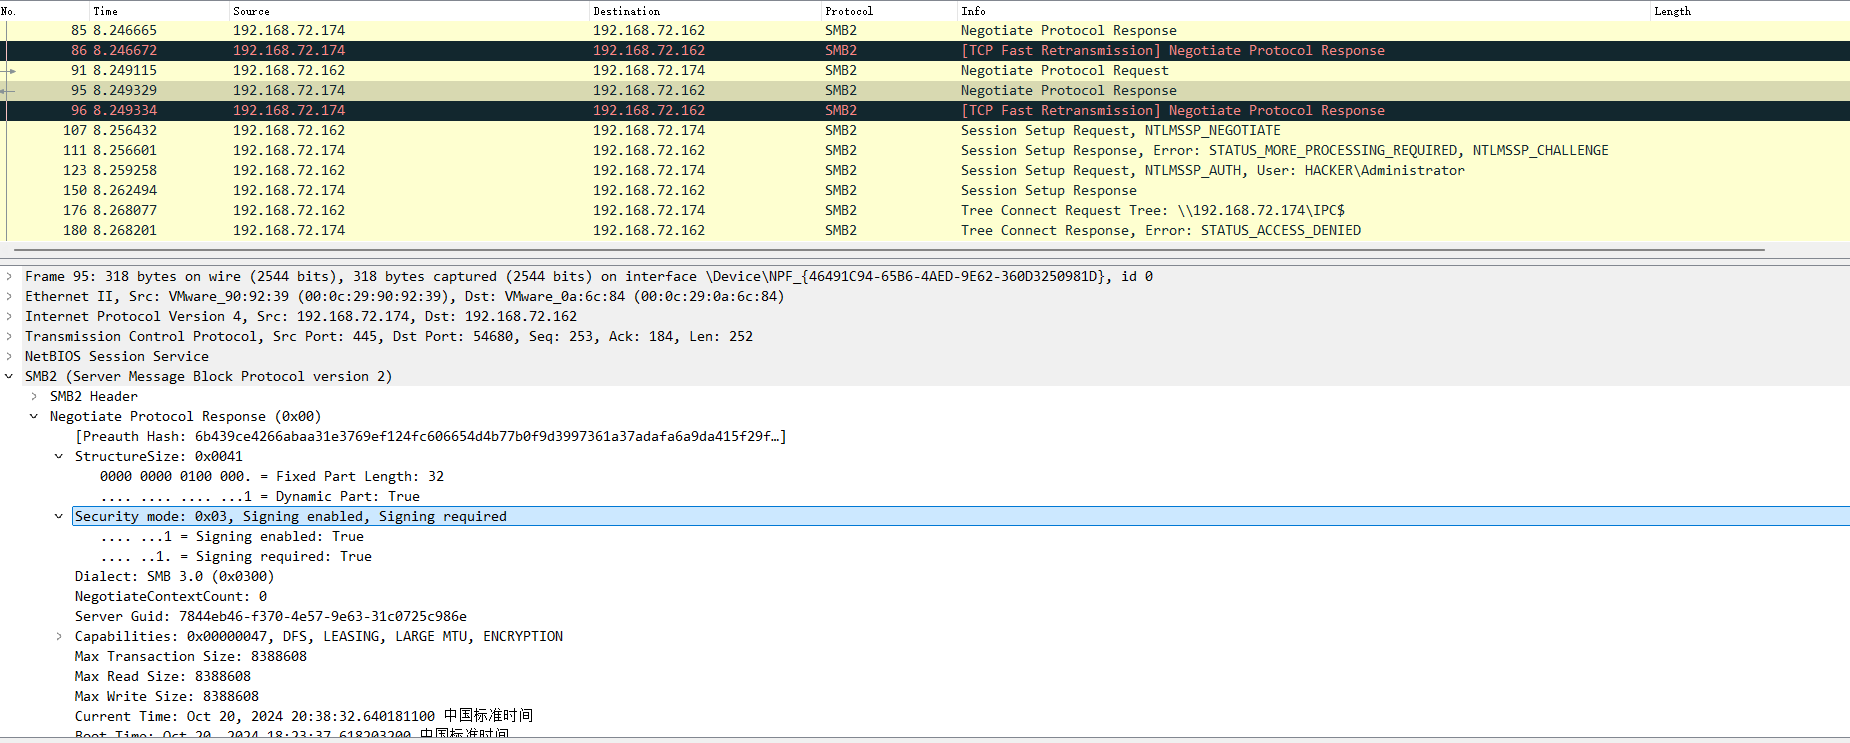 No. Time Source Destination Protocol Info Length
85 8.246665 192.168.72.174 192.168.72.162 SMB2 Negotiate Protocol Response
86 8.246672 192.168.72.174 192.168.72.162 SMB2 [TCP Fast Retransmission] Negotiate Protocol Response
91 8.249115 192.168.72.162 192.168.72.174 SMB2 Negotiate Protocol Request
95 8.249329 192.168.72.174 192.168.72.162 SMB2 Negotiate Protocol Response
96 8.249334 192.168.72.174 192.168.72.162 SMB2 [TCP Fast Retransmission] Negotiate Protocol Response
107 8.256432 192.168.72.162 192.168.72.174 SMB2 Session Setup Request, NTLMSSP_NEGOTIATE
111 8.256601 192.168.72.174 192.168.72.162 SMB2 Session Setup Response, Error: STATUS_MORE_PROCESSING_REQUIRED, NTLMSSP_CHALLENGE
123 8.259258 192.168.72.162 192.168.72.174 SMB2 Session Setup Request, NTLMSSP_AUTH, User: HACKER\Administrator
150 8.262494 192.168.72.174 192.168.72.162 SMB2 Session Setup Response
176 8.268077 192.168.72.162 192.168.72.174 SMB2 Tree Connect Request Tree: \\192.168.72.174\IPC$
180 8.268201 192.168.72.174 192.168.72.162 SMB2 Tree Connect Response, Error: STATUS_ACCESS_DENIED
Frame 95: 318 bytes on wire (2544 bits), 318 bytes captured (2544 bits) on interface \Device\NPF_{46491C94-65B6-4AED-9E62-360D3250981D}, id 0
Ethernet II, Src: VMware_90:92:39 (00:0c:29:90:92:39), Dst: VMware_0a:6c:84 (00:0c:29:0a:6c:84)
Internet Protocol Version 4, Src: 192.168.72.174, Dst: 192.168.72.162
Transmission Control Protocol, Src Port: 445, Dst Port: 54680, Seq: 253, Ack: 184, Len: 252
NetBIOS Session Service
SMB2 (Server Message Block Protocol version 2)
SMB2 Header
Negotiate Protocol Response (0x00)
[Preauth Hash: 6b439ce4266abaa31e3769ef124fc606654d4b77b0f9d3997361a37adafa6a9da415f29f…]
StructureSize: 0x0041
0000 0000 0100 000. = Fixed Part Length: 32
.... .... .... ...1 = Dynamic Part: True
Security mode: 0x03, Signing enabled, Signing required
.... ...1 = Signing enabled: True
.... ..1. = Signing required: True
Dialect: SMB 3.0 (0x0300)
NegotiateContextCount: 0
Server Guid: 7844eb46-f370-4e57-9e63-31c0725c986e
Capabilities: 0x00000047, DFS, LEASING, LARGE MTU, ENCRYPTION
Max Transaction Size: 8388608
Max Read Size: 8388608
Max Write Size: 8388608
Current Time: Oct 20, 2024 20:38:32.640181100 中国标准时间
Boot Time: Oct 20, 2024 18:23:37.618203200 中国标准时间